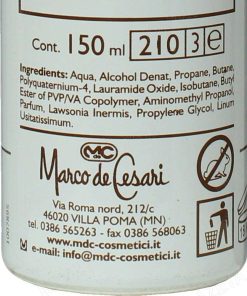 Cont. 150 ml 210 3 e
Ingredients: Aqua, Alcohol Denat, Propane, Butane,
Polyquaternium-4, Lauramide Oxide, Isobutane, Butyl
Ester of PVP/VA Copolymer, Aminomethyl Propanol,
Parfum, Lawsonia Inermis, Propylene Glycol, Linum
Usitatissimum.
MC
de
Marco de Cesari
Via Roma nord, 212/c
46020 VILLA POMA (MN)
tel. 0386 565263 - fax 0386 568063
www.mdc-cosmetici.it
e-mail info@mdc-cosmetici.it